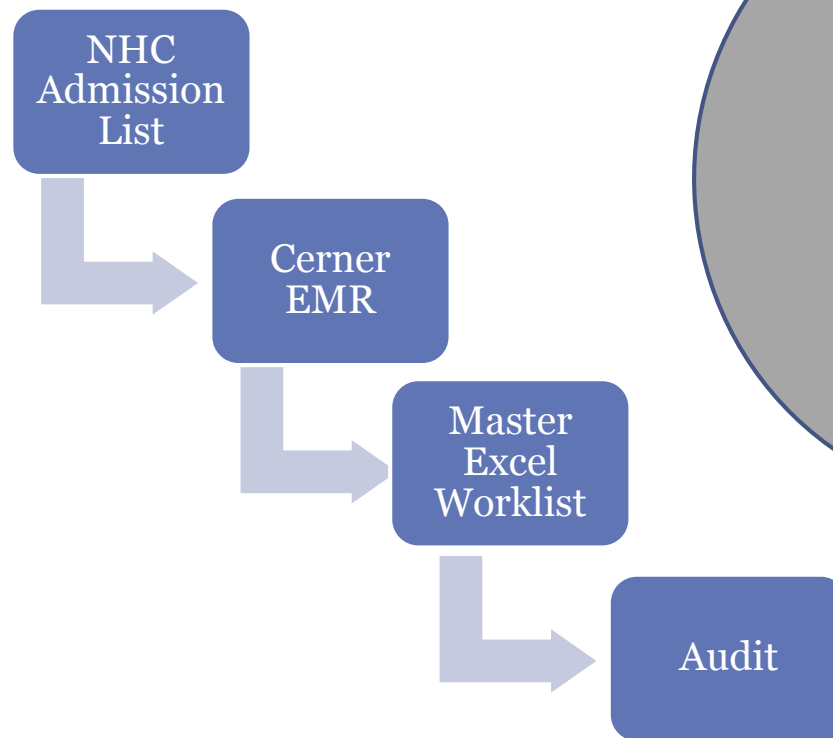 NHC
Admission
List
Cerner
EMR
Master
Excel
Worklist
Audit